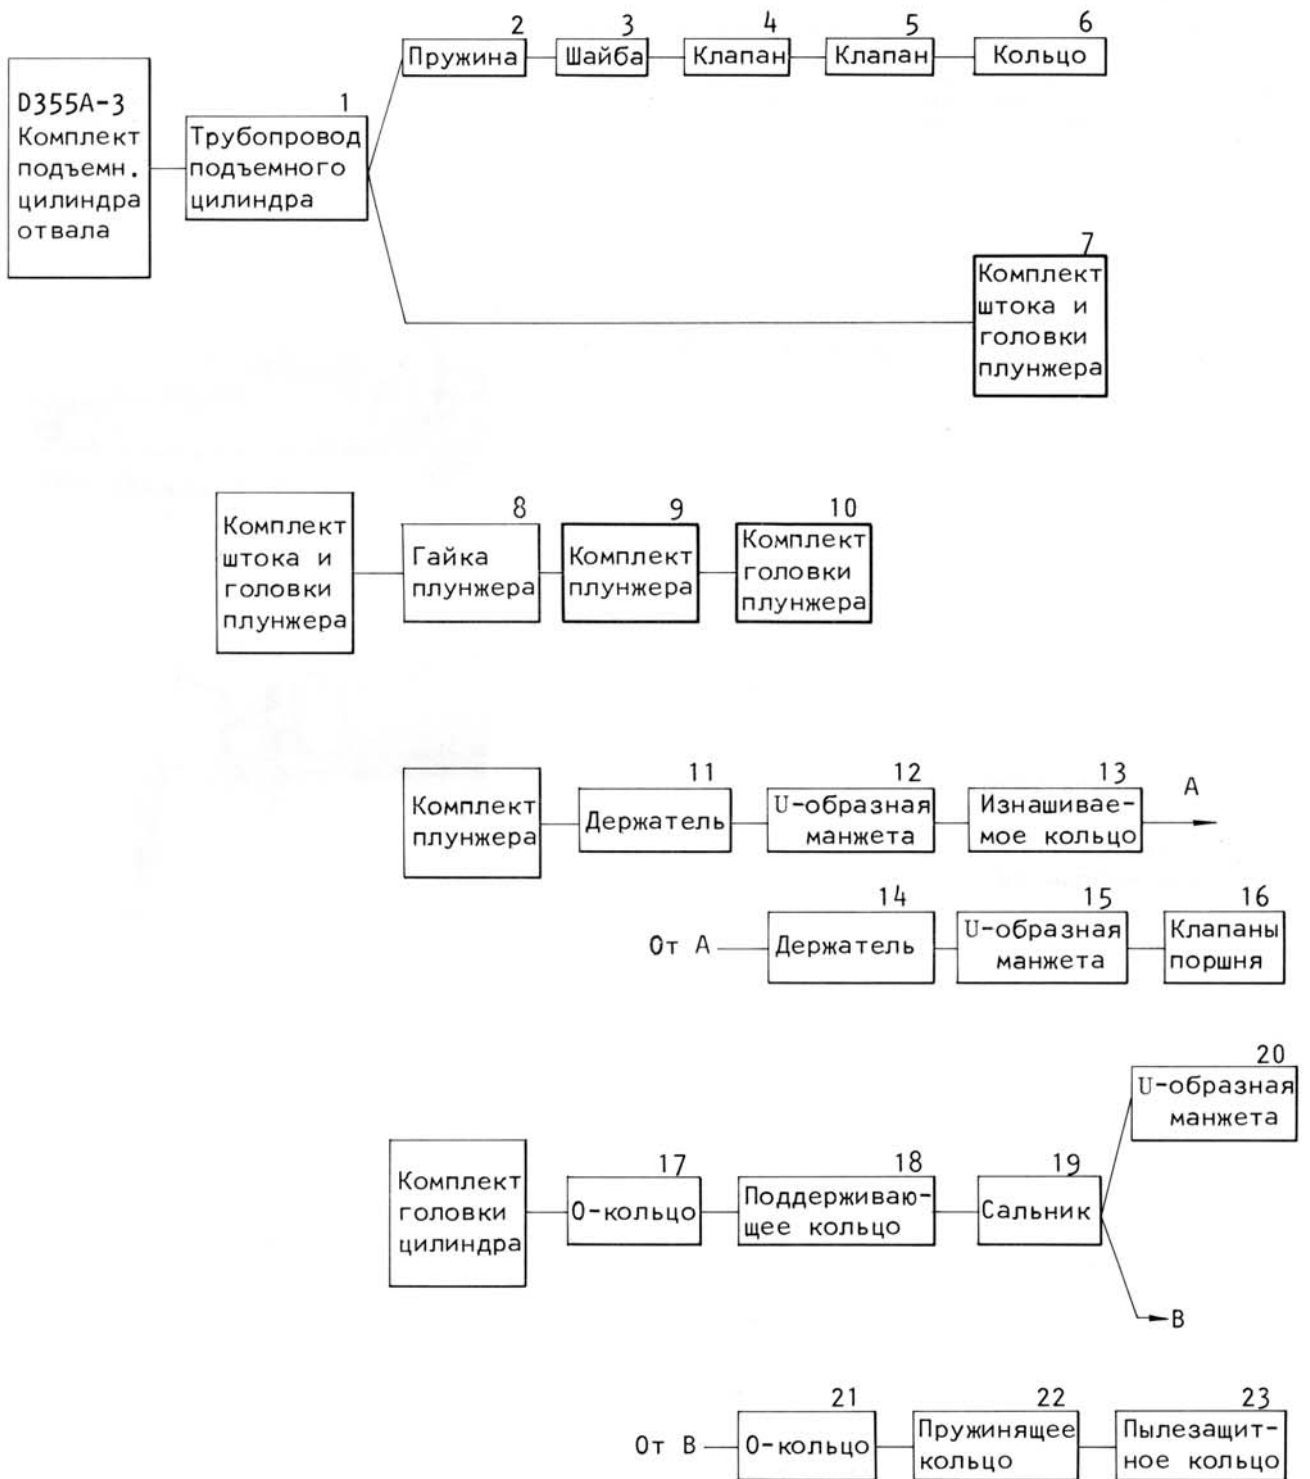 2
3
4
5
6
Пружина
Шайба
Клапан
Клапан
Кольцо
D355A-3
Комплект
подъемн.
цилиндра
отвала
1
Трубопровод
подъемного
цилиндра
7
Комплект
штока и
головки
плунжера
Комплект
штока и
головки
плунжера
8
Гайка
плунжера
9
Комплект
плунжера
10
Комплект
головки
плунжера
Комплект
плунжера
11
Держатель
12
U-образная
манжета
13
Изнашивае-
мое кольцо
A
От A
14
Держатель
15
U-образная
манжета
16
Клапаны
поршня
Комплект
головки
цилиндра
17
О-кольцо
18
Поддерживаю-
щее кольцо
19
Сальник
20
U-образная
манжета
B
От B
21
О-кольцо
22
Пружинящее
кольцо
23
Пылезащит-
ное кольцо